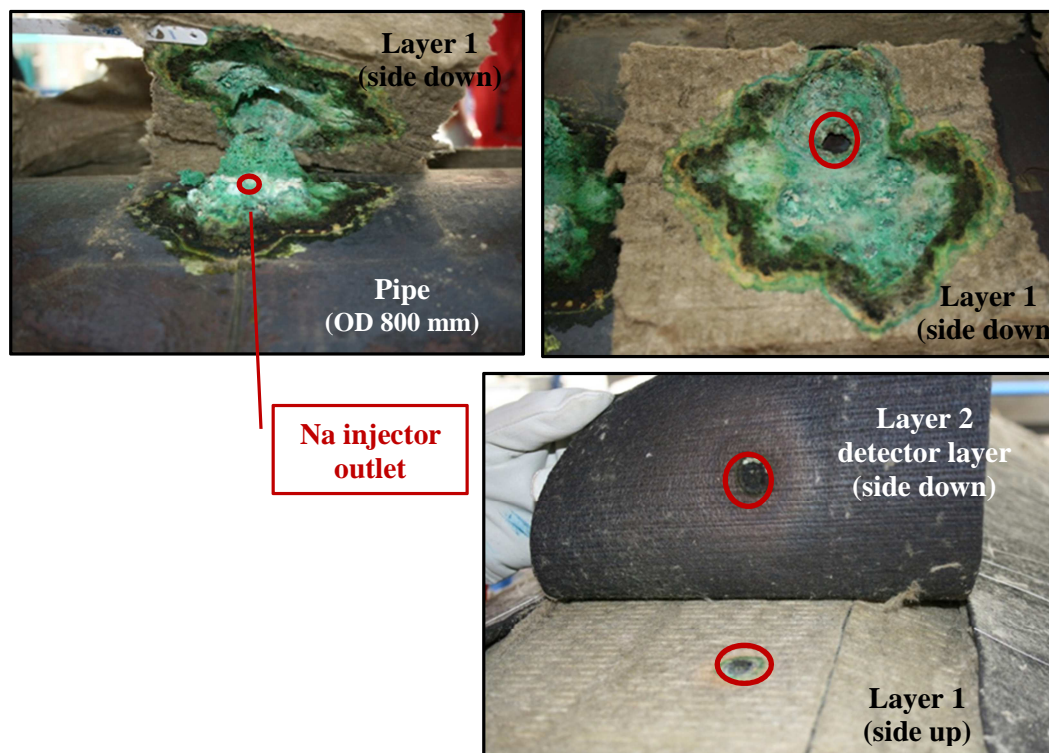 Layer 1
(side down)
Pipe
(OD 800 mm)
Layer 1
(side down
Na injector
outlet
Layer 2
detector layer
(side down)
Layer 1
(side up)